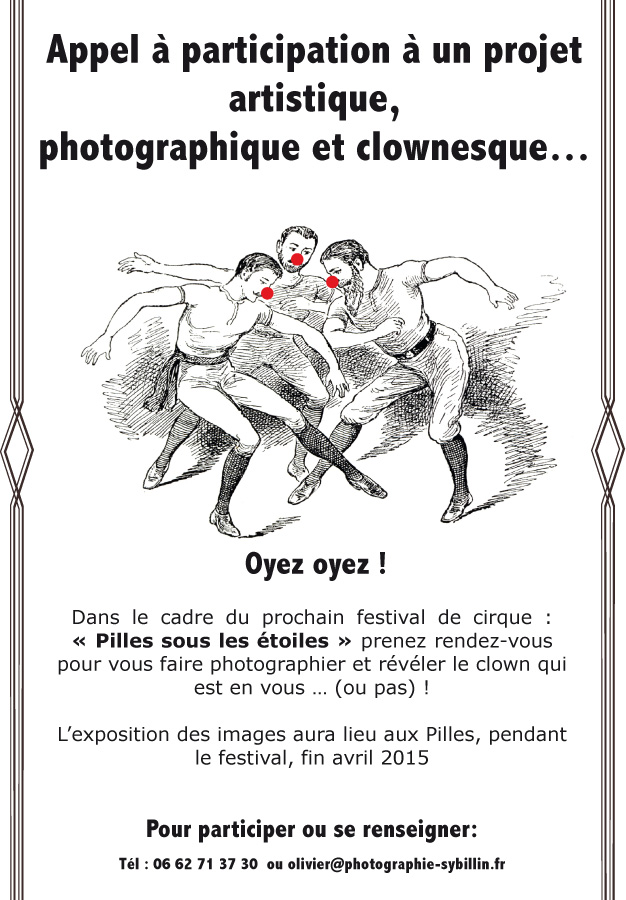 Appel à participation à un projet
artistique,
photographique et clownesque...
Oyez oyez !
Dans le cadre du prochain festival de cirque :
« Pilles sous les étoiles » prenez rendez-vous
pour vous faire photographier et révéler le clown qui
est en vous ... (ou pas) !
L’exposition des images aura lieu aux Pilles, pendant
le festival, fin avril 2015
Pour participer ou se renseigner:
Tél : 06 62 71 37 30 ou olivier@photographie-sybillin.fr